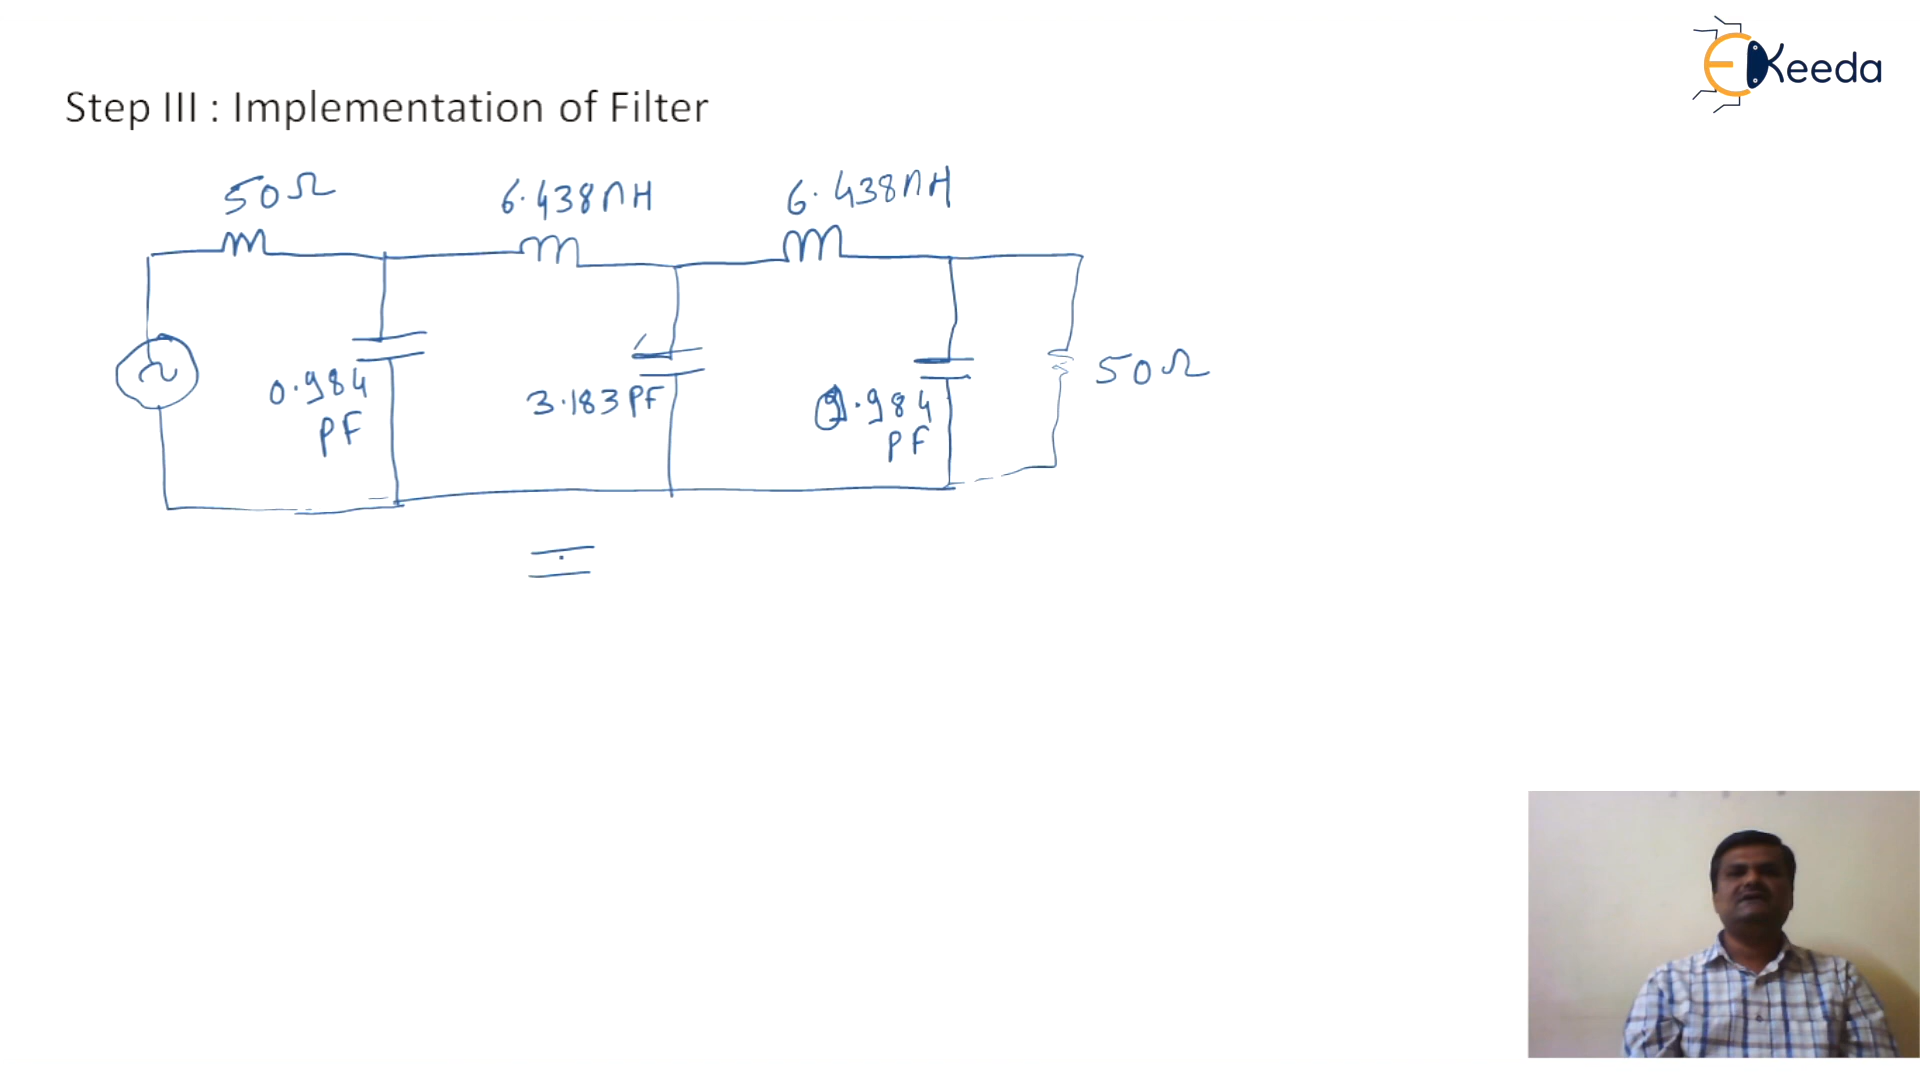 EKeeda
Step III : Implementation of Filter
50Ω
6.438nH
6.438nH
0.984
PF
3.183PF
0.984
PF
50Ω